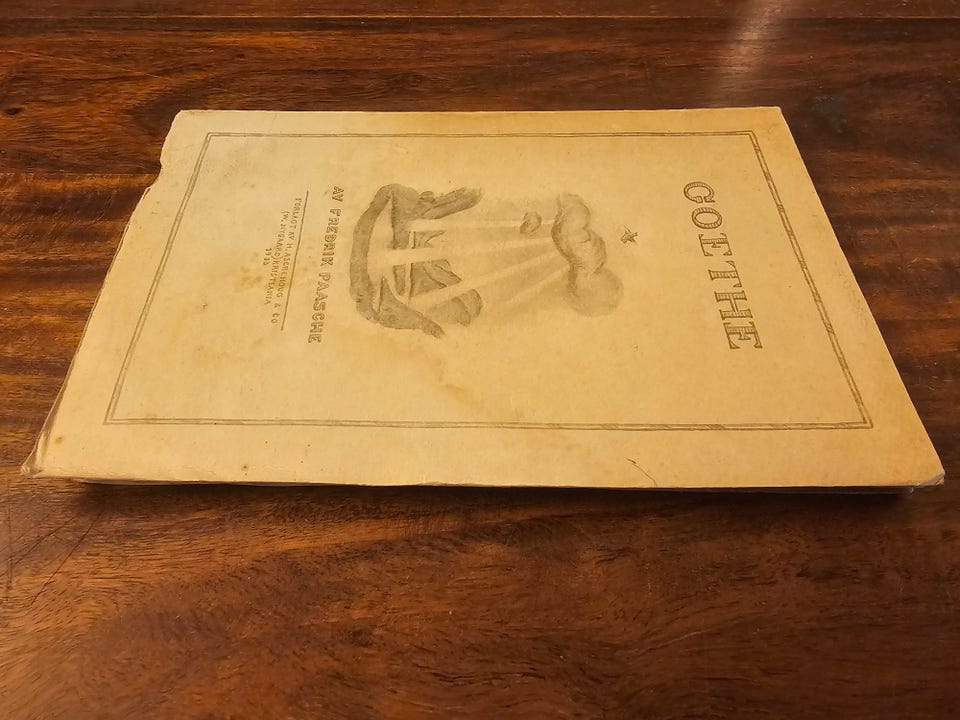 GOETHE
AV FREDRIK PAASCHE
FORLAGT AV H. ASCHEHOUG & CO
(W. NYGAARD) KRISTIANIA